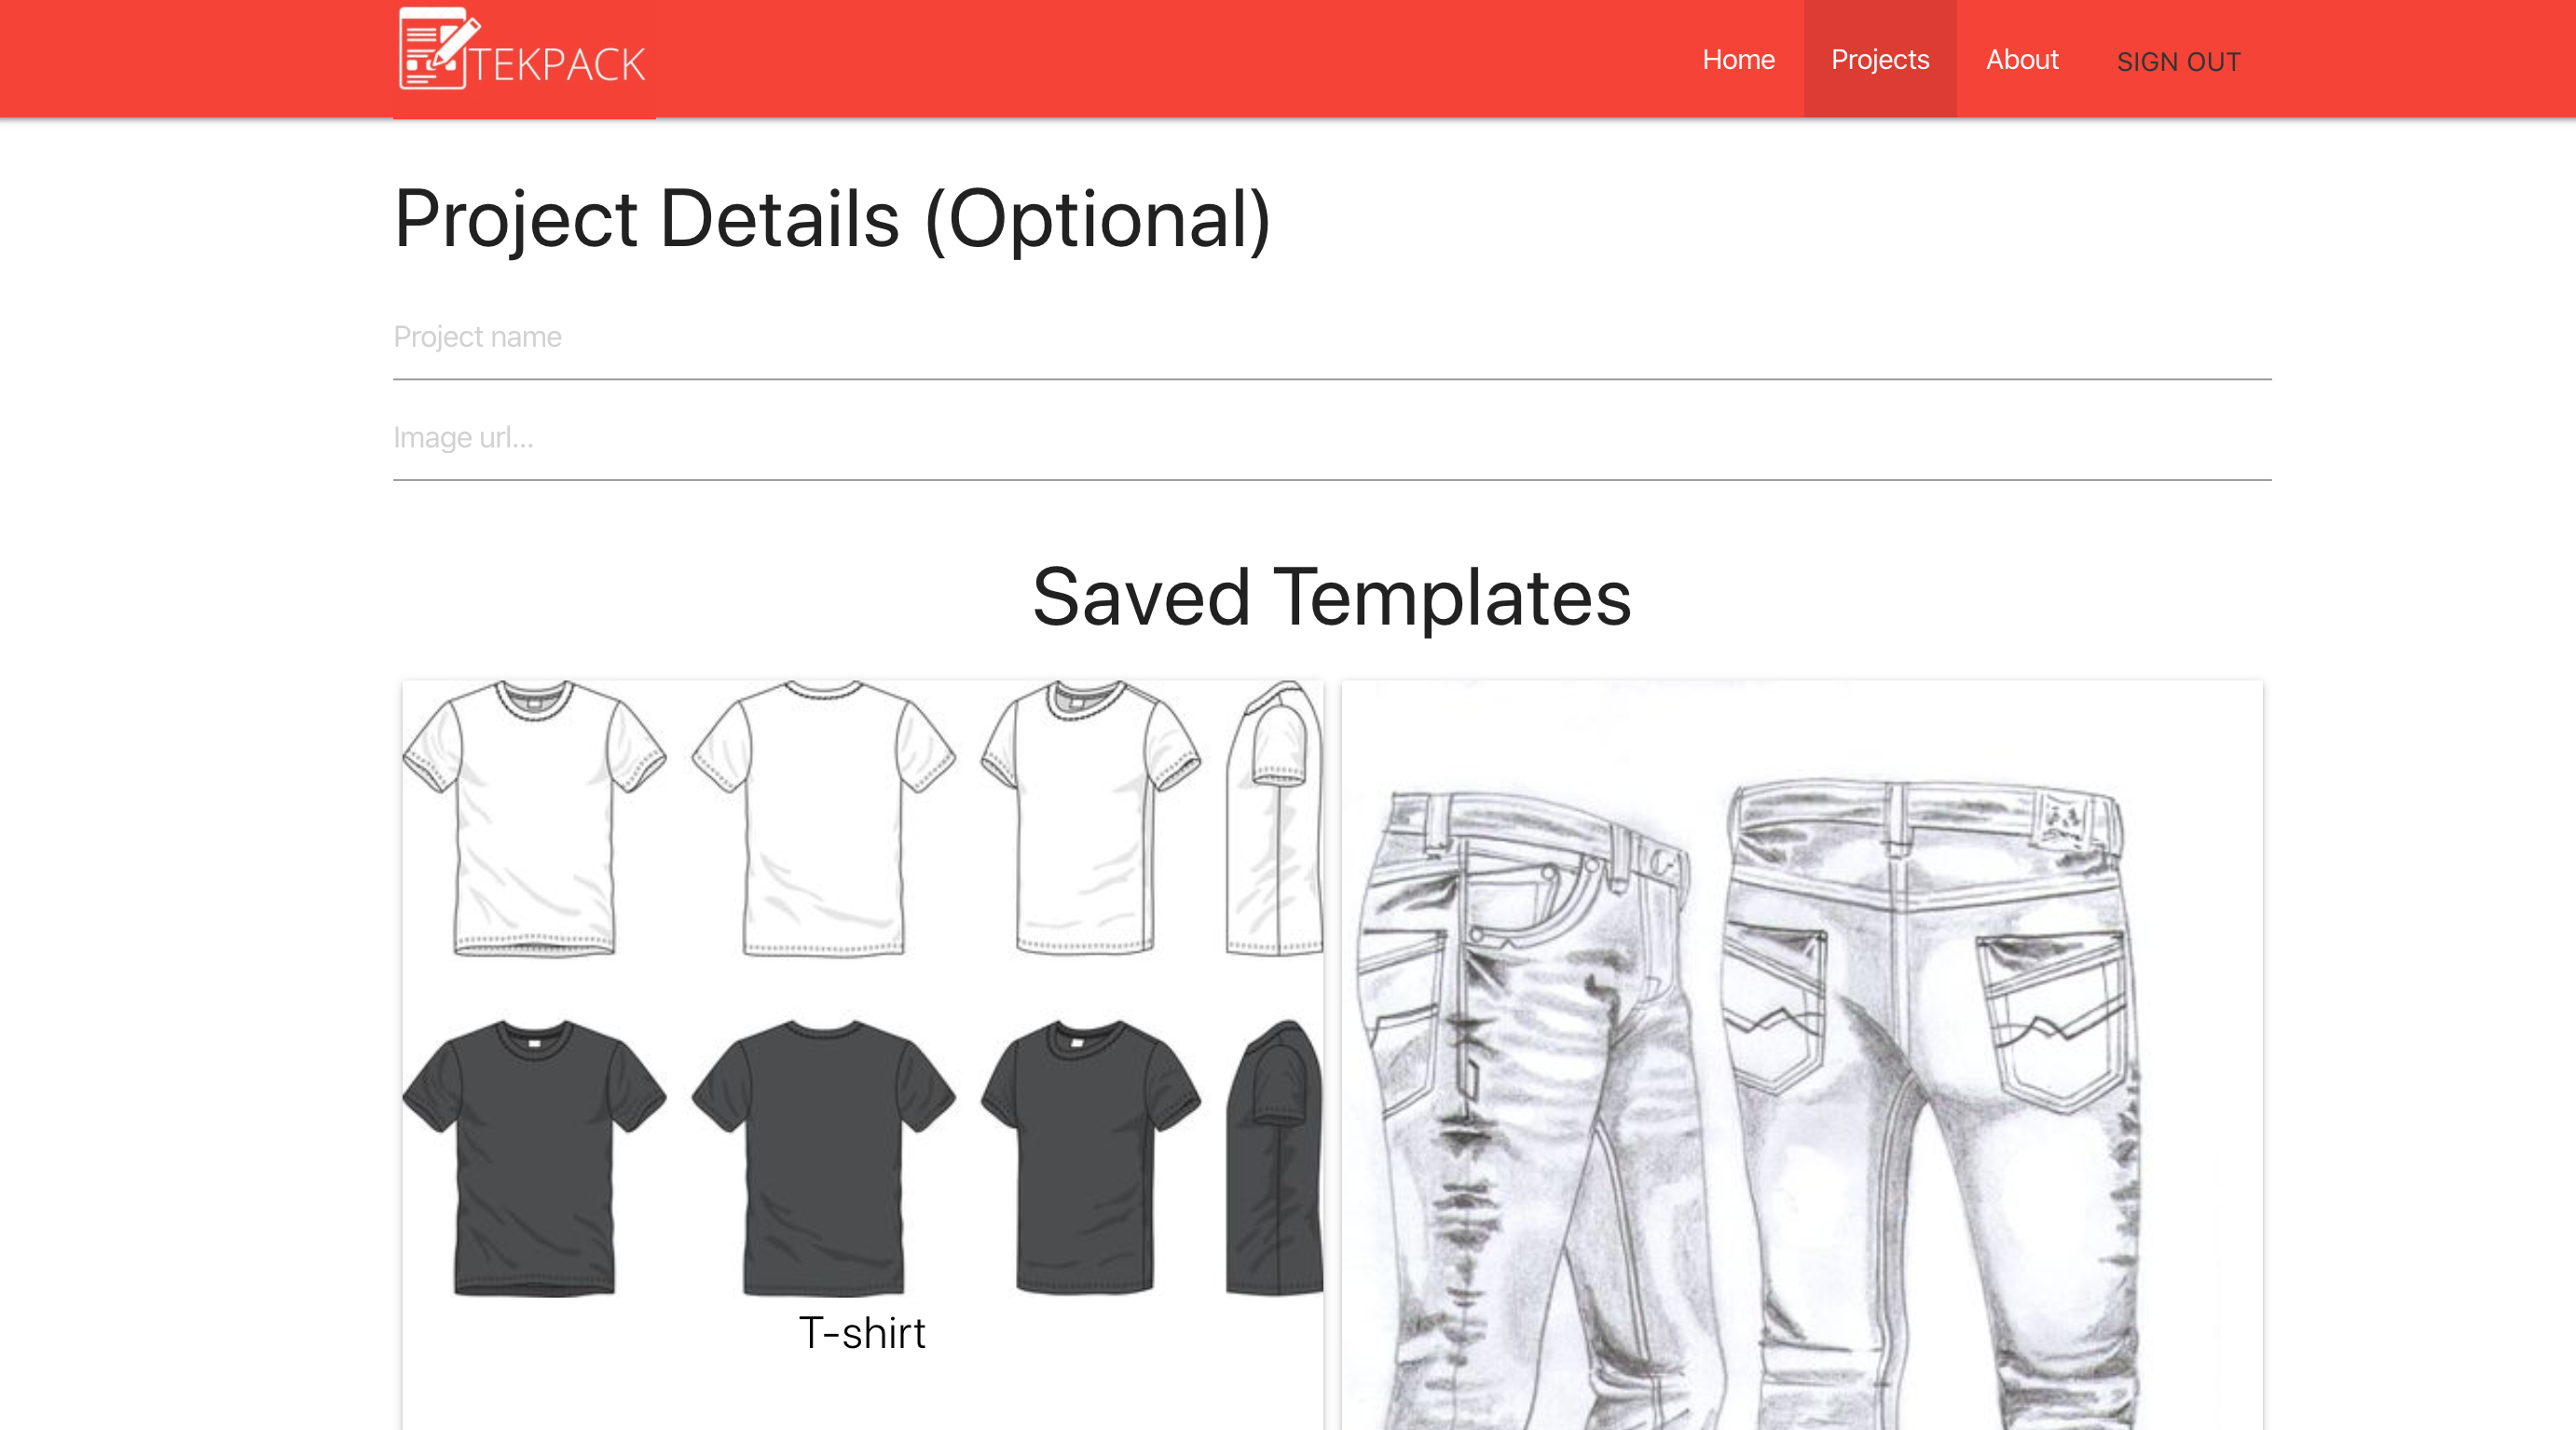 TEKPACK
Home Projects About SIGN OUT
Project Details (Optional)
Project name
Image url...
Saved Templates
T-shirt